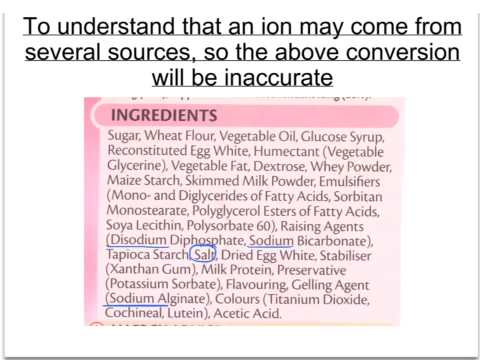 To understand that an ion may come from
several sources, so the above conversion
will be inaccurate
INGREDIENTS
Sugar, Wheat Flour, Vegetable Oil, Glucose Syrup,
Reconstituted Egg White, Humectant (Vegetable
Glycerine), Vegetable Fat, Dextrose, Whey Powder,
Maize Starch, Skimmed Milk Powder, Emulsifiers
(Mono- and Diglycerides of Fatty Acids, Sorbitan
Monostearate, Polyglycerol Esters of Fatty Acids,
Soya Lecithin, Polysorbate 60), Raising Agents
(Disodium Diphosphate, Sodium Bicarbonate),
Tapioca Starch, Salt, Dried Egg White, Stabiliser
(Xanthan Gum), Milk Protein, Preservative
(Potassium Sorbate), Flavouring, Gelling Agent
(Sodium Alginate), Colours (Titanium Dioxide,
Cochineal, Lutein), Acetic Acid.